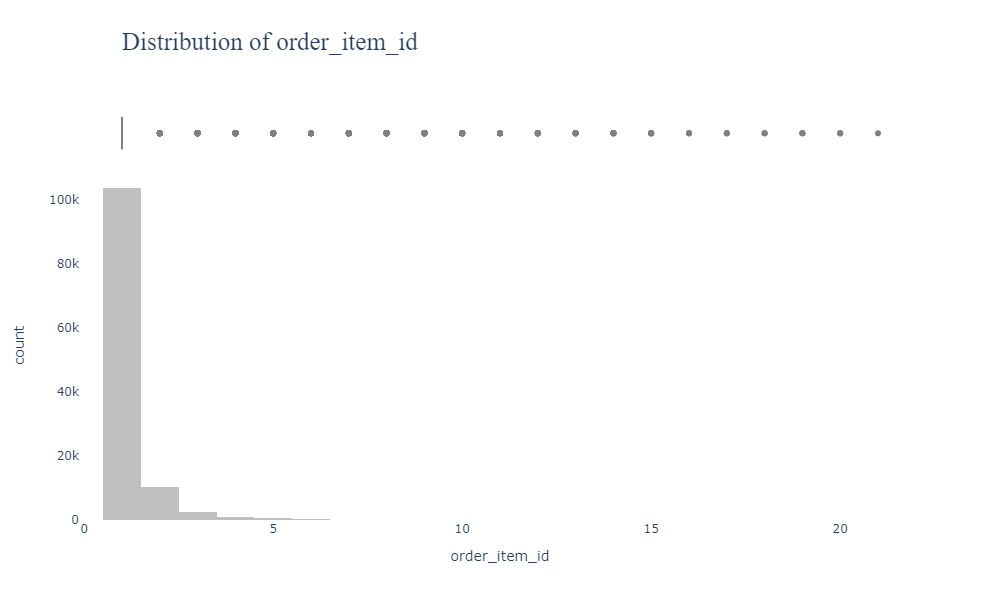 Distribution of order_item_id
100k
80k
60k
40k
20k
0
count
0 5 10 15 20
order_item_id